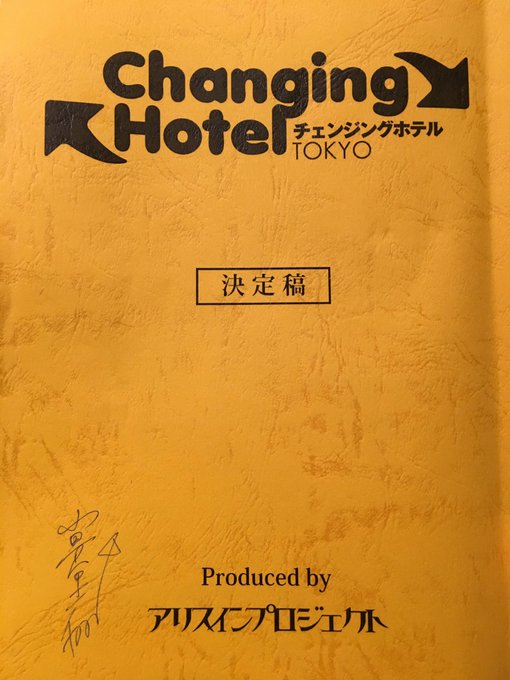 Changing
Hotel
チェンジングホテル
TOKYO
決定稿
Produced by
アリスインプロジェクト